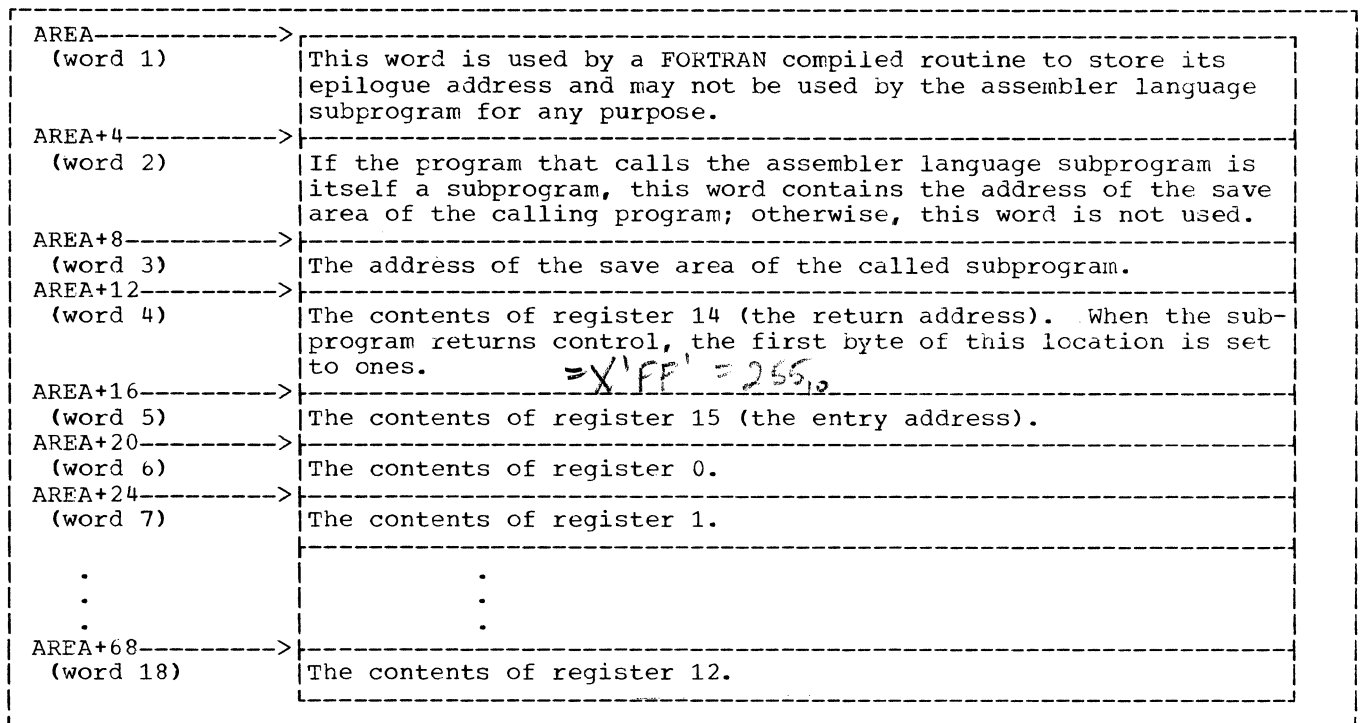 AREA------------->
(word 1) This word is used by a FORTRAN compiled routine to store its
epilogue address and may not be used by the assembler language
subprogram for any purpose.
AREA+4----------->
(word 2) If the program that calls the assembler language subprogram is
itself a subprogram, this word contains the address of the save
area of the calling program; otherwise, this word is not used.
AREA+8----------->
(word 3) The address of the save area of the called subprogram.
AREA+12---------->
(word 4) The contents of register 14 (the return address). When the sub-
program returns control, the first byte of this location is set
to ones. =X'FF' = 255₁₀
AREA+16---------->
(word 5) The contents of register 15 (the entry address).
AREA+20---------->
(word 6) The contents of register 0.
AREA+24---------->
(word 7) The contents of register 1.
. .
. .
. .
AREA+68---------->
(word 18) The contents of register 12.